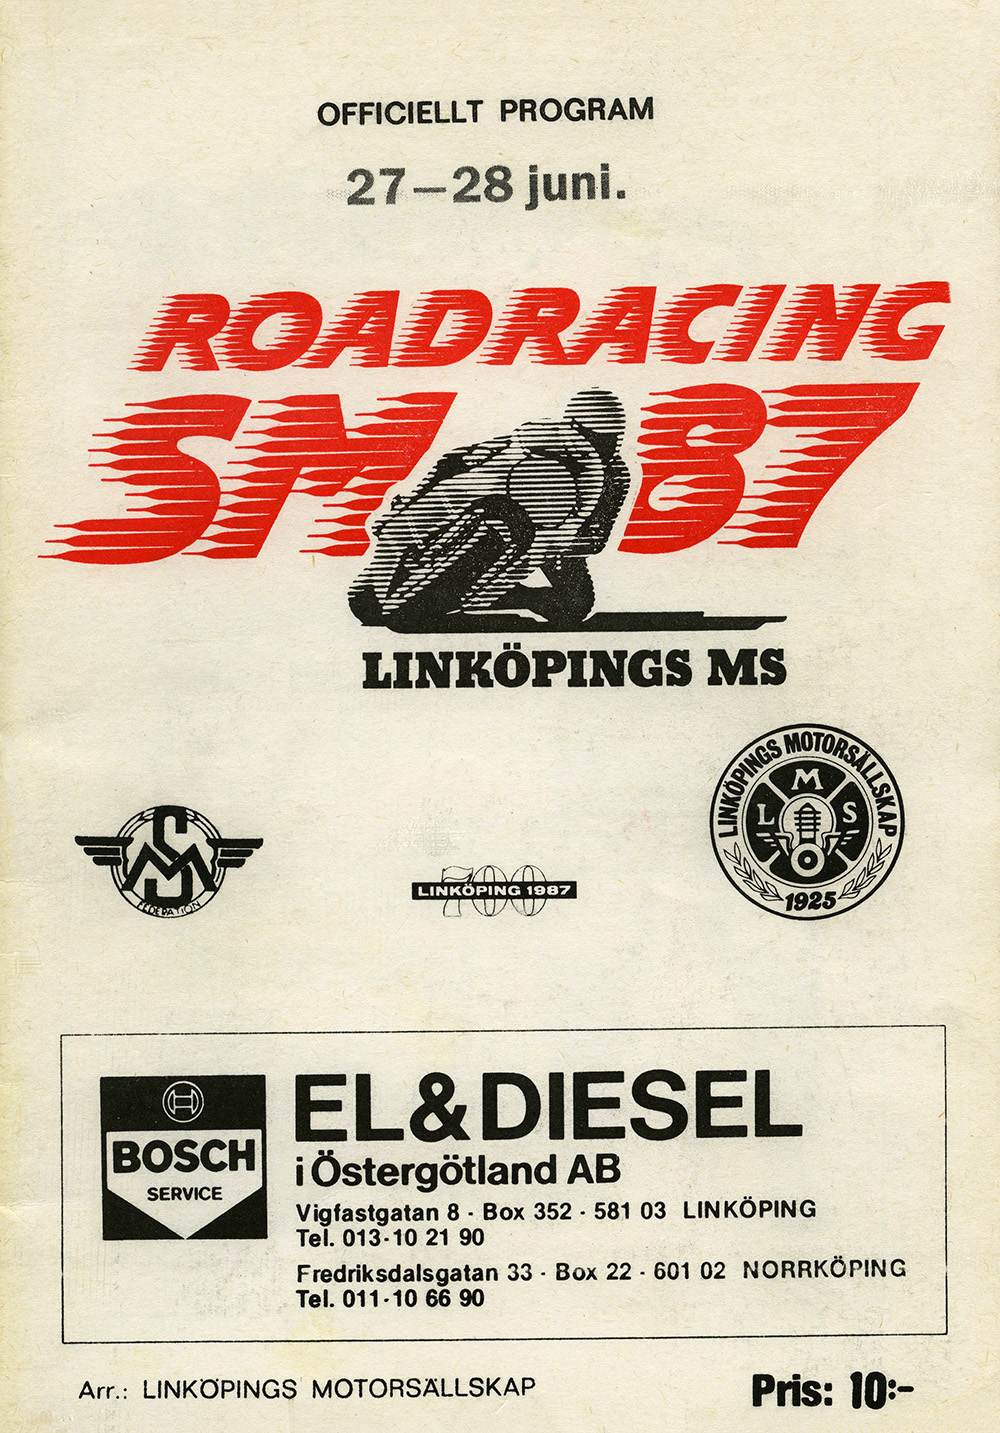 OFFICIELLT PROGRAM
27–28 juni.
ROADRACING
SM 87
LINKÖPINGS MS
SM
FEDERATION
700
LINKÖPING 1987
LINKÖPINGS MOTORSÄLLSKAP
M
L S
1925
BOSCH
SERVICE
EL&DIESEL
i Östergötland AB
Vigfastgatan 8 · Box 352 · 581 03 LINKÖPING
Tel. 013-10 21 90
Fredriksdalsgatan 33 · Box 22 · 601 02 NORRKÖPING
Tel. 011-10 66 90
Arr.: LINKÖPINGS MOTORSÄLLSKAP
Pris: 10:-